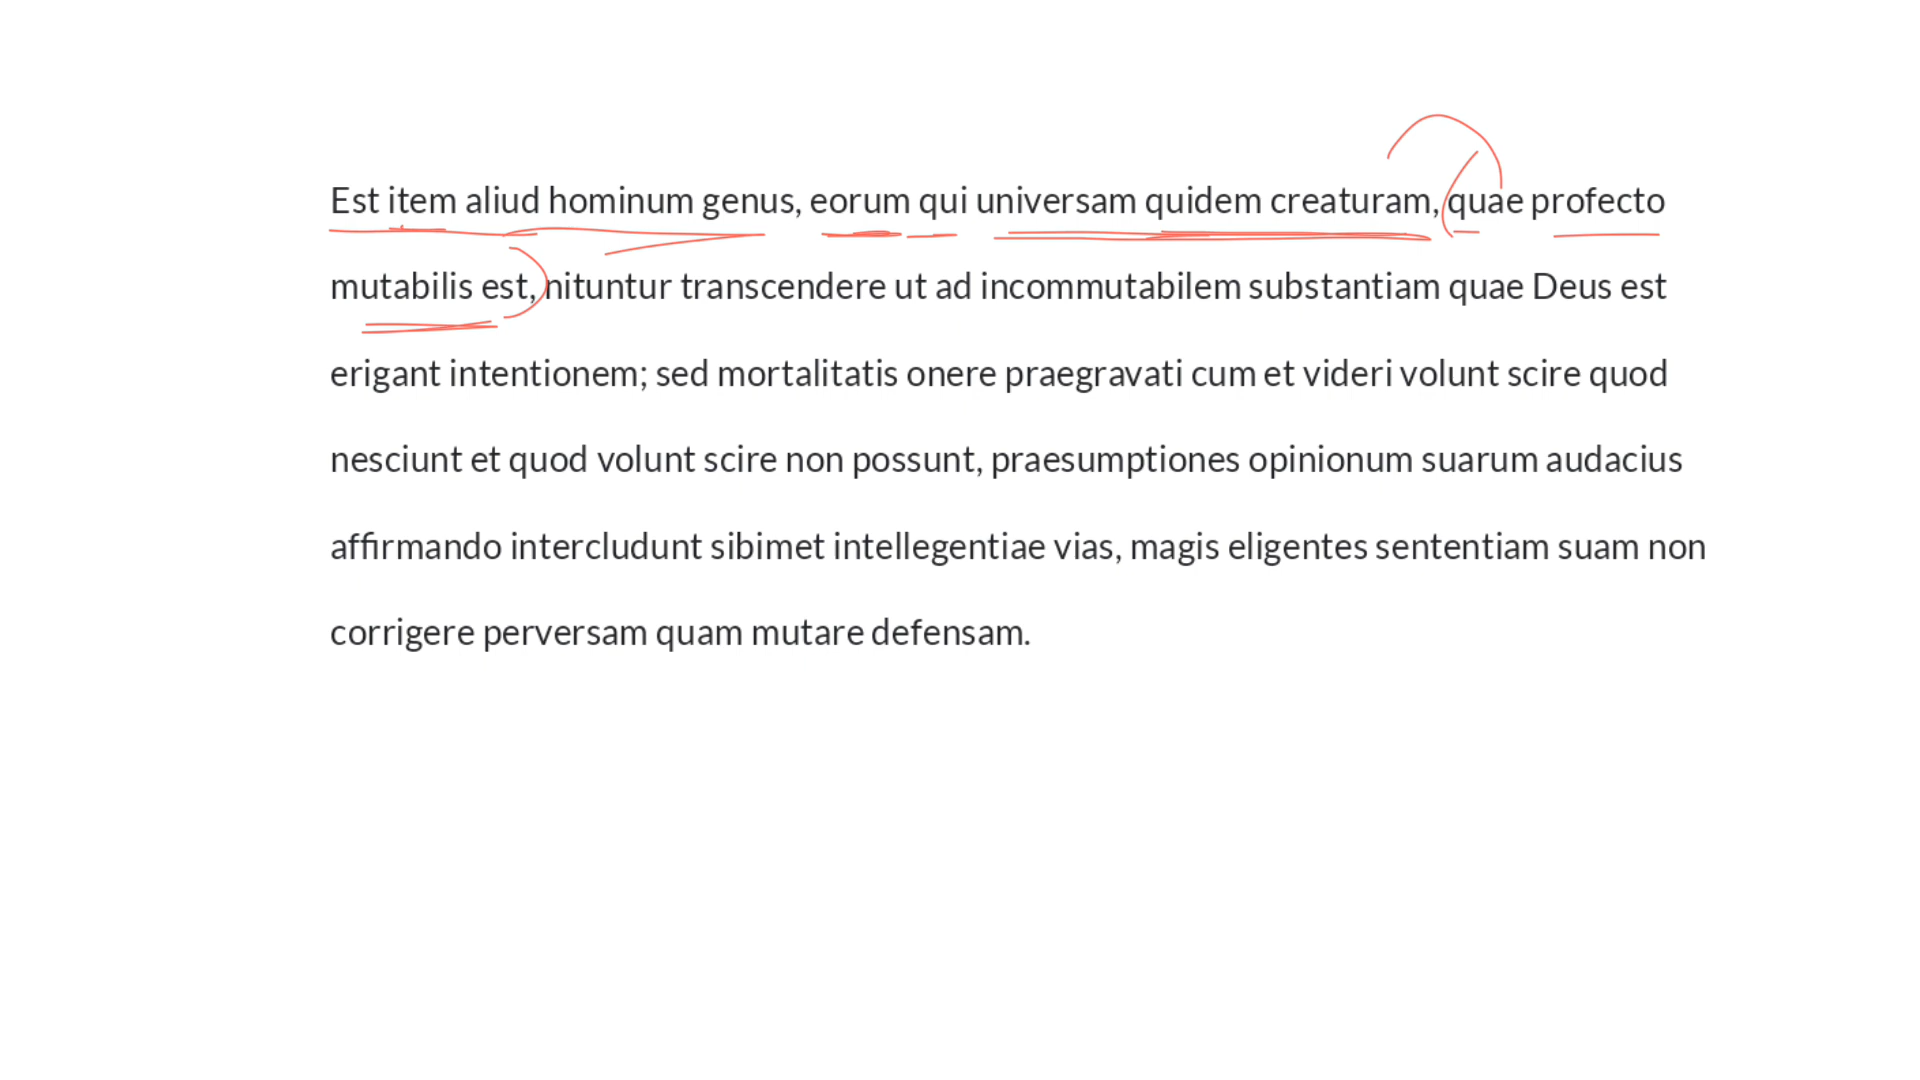 Est item aliud hominum genus, eorum qui universam quidem creaturam, quae profecto
mutabilis est, nituntur transcendere ut ad incommutabilem substantiam quae Deus est
erigant intentionem; sed mortalitatis onere praegravati cum et videri volunt scire quod
nesciunt et quod volunt scire non possunt, praesumptiones opinionum suarum audacius
affirmando intercludunt sibimet intellegentiae vias, magis eligentes sententiam suam non
corrigere perversam quam mutare defensam.